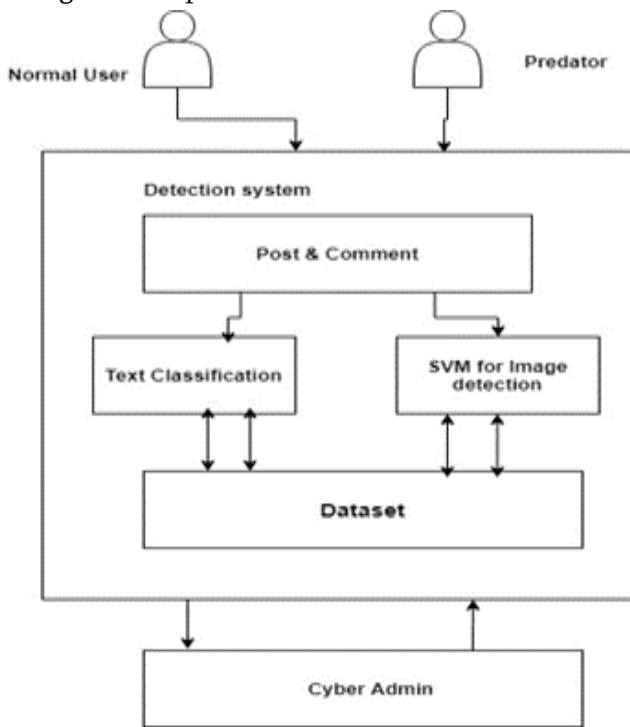 Normal User
Predator
Detection system
Post & Comment
Text Classification
SVM for Image
detection
Dataset
Cyber Admin